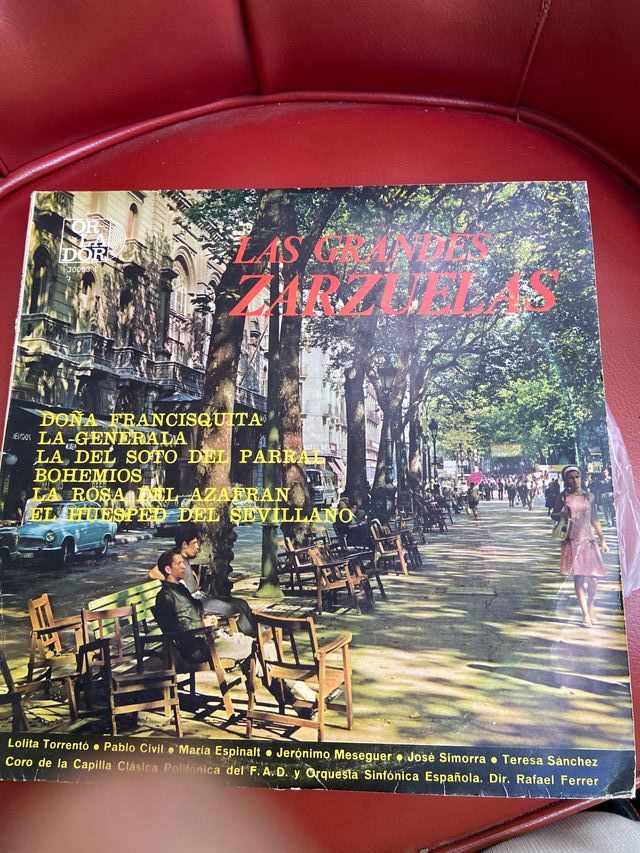 OR
LA
DOR
30063
LAS GRANDES
ZARZUELAS
DOÑA FRANCISQUITA
LA GENERALA
LA DEL SOTO DEL PARRAL
BOHEMIOS
LA ROSA DEL AZAFRAN
EL HUESPED DEL SEVILLANO
Lolita Torrentó • Pablo Civil • María Espinalt • Jerónimo Meseguer • José Simorra • Teresa Sánchez
Coro de la Capilla Clásica Polifónica del F.A.D. y Orquesta Sinfónica Española. Dir. Rafael Ferrer